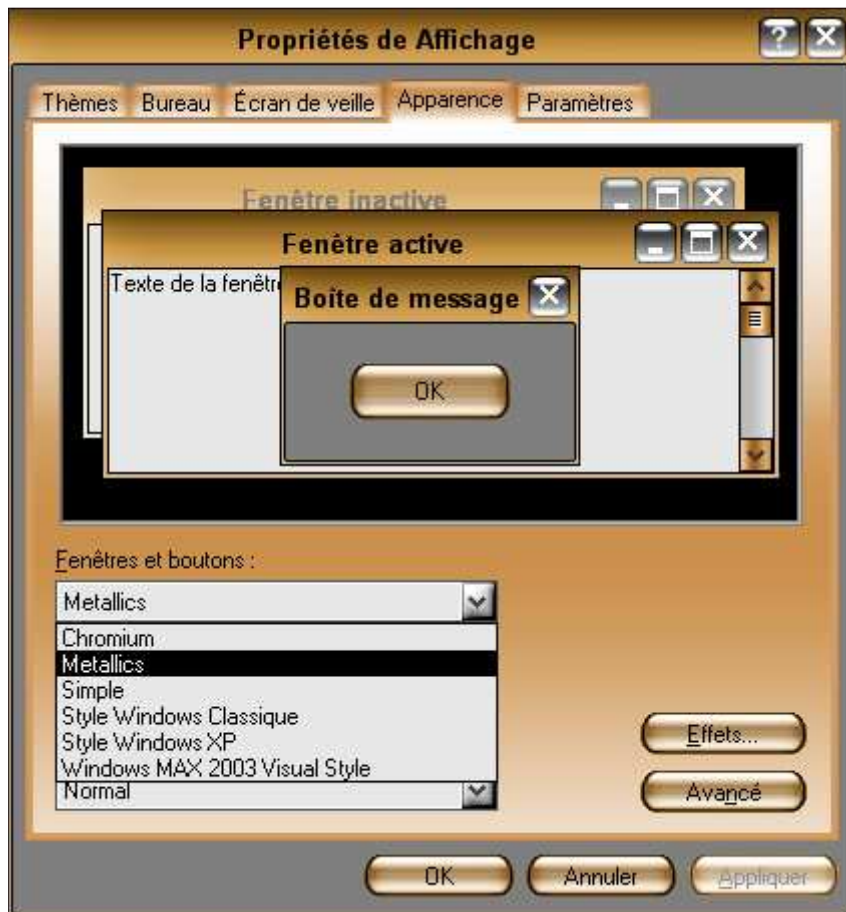 Propriétés de Affichage
Thèmes Bureau Écran de veille Apparence Paramètres
Fenêtre inactive
Fenêtre active
Texte de la fenêtr
Boîte de message
OK
Fenêtres et boutons :
Metallics
Chromium
Metallics
Simple
Style Windows Classique
Style Windows XP
Windows MAX 2003 Visual Style
Normal
Effets...
Avancé
OK Annuler Appliquer